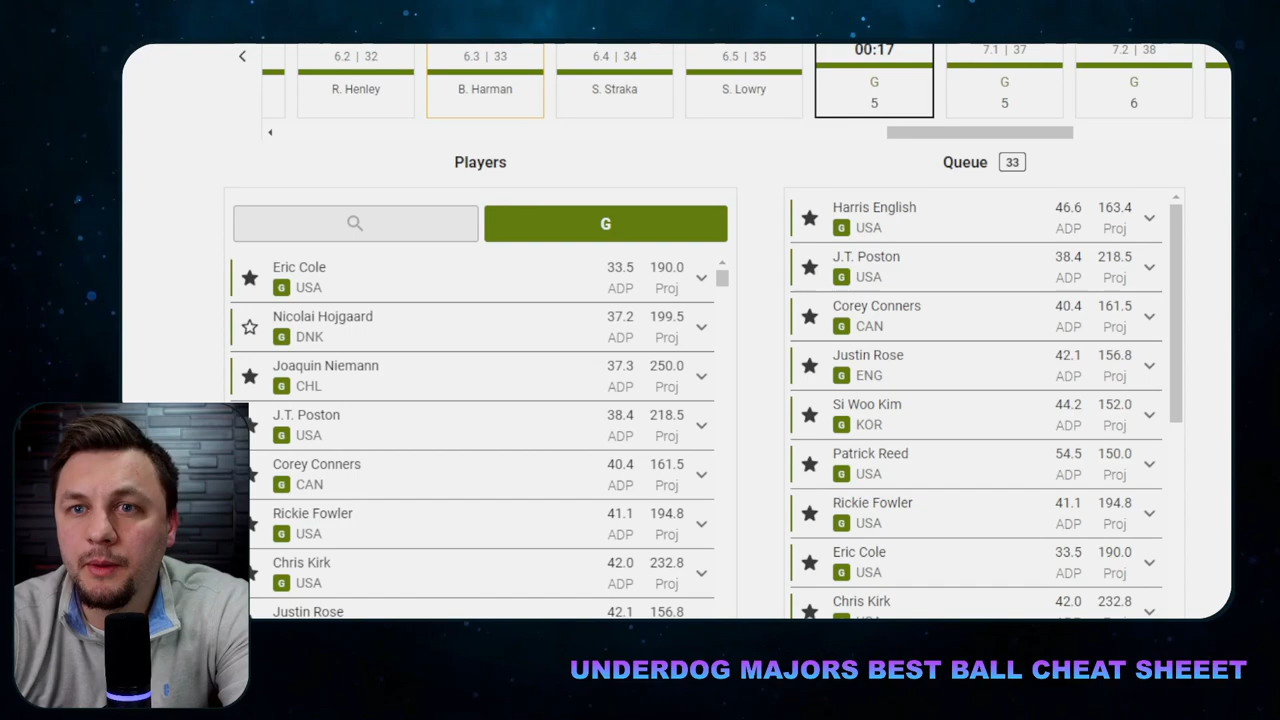 6.2 | 32
6.3 | 33
6.4 | 34
6.5 | 35
00:17
7.1 | 37
7.2 | 38
R. Henley
B. Harman
S. Straka
S. Lowry
G
5
G
5
G
6
Players
G
Eric Cole 33.5 190.0
G USA ADP Proj
Nicolai Hojgaard 37.2 199.5
G DNK ADP Proj
Joaquin Niemann 37.3 250.0
G CHL ADP Proj
J.T. Poston 38.4 218.5
G USA ADP Proj
Corey Conners 40.4 161.5
G CAN ADP Proj
Rickie Fowler 41.1 194.8
G USA ADP Proj
Chris Kirk 42.0 232.8
G USA ADP Proj
Justin Rose 42.1 156.8
Queue 33
Harris English 46.6 163.4
G USA ADP Proj
J.T. Poston 38.4 218.5
G USA ADP Proj
Corey Conners 40.4 161.5
G CAN ADP Proj
Justin Rose 42.1 156.8
G ENG ADP Proj
Si Woo Kim 44.2 152.0
G KOR ADP Proj
Patrick Reed 54.5 150.0
G USA ADP Proj
Rickie Fowler 41.1 194.8
G USA ADP Proj
Eric Cole 33.5 190.0
G USA ADP Proj
Chris Kirk 42.0 232.8
UNDERDOG MAJORS BEST BALL CHEAT SHEEET